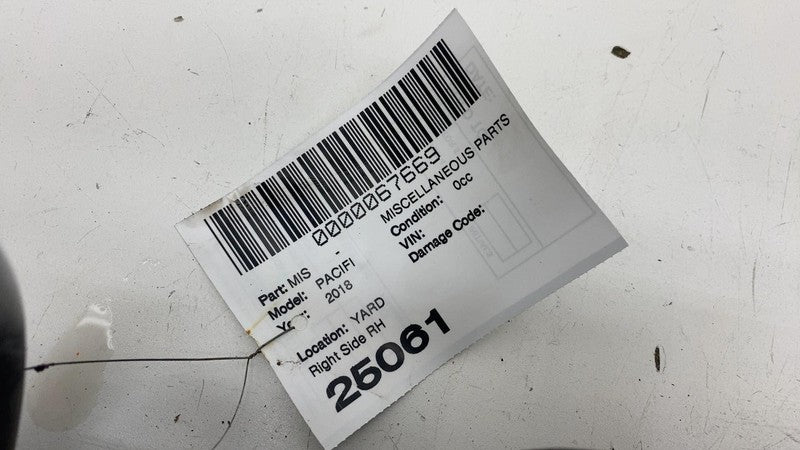 0000067669
Part: MIS - MISCELLANEOUS PARTS
Model: PACIFI Condition: 0cc
2018 VIN:
Damage Code:
Location: YARD
Right Side RH
25061